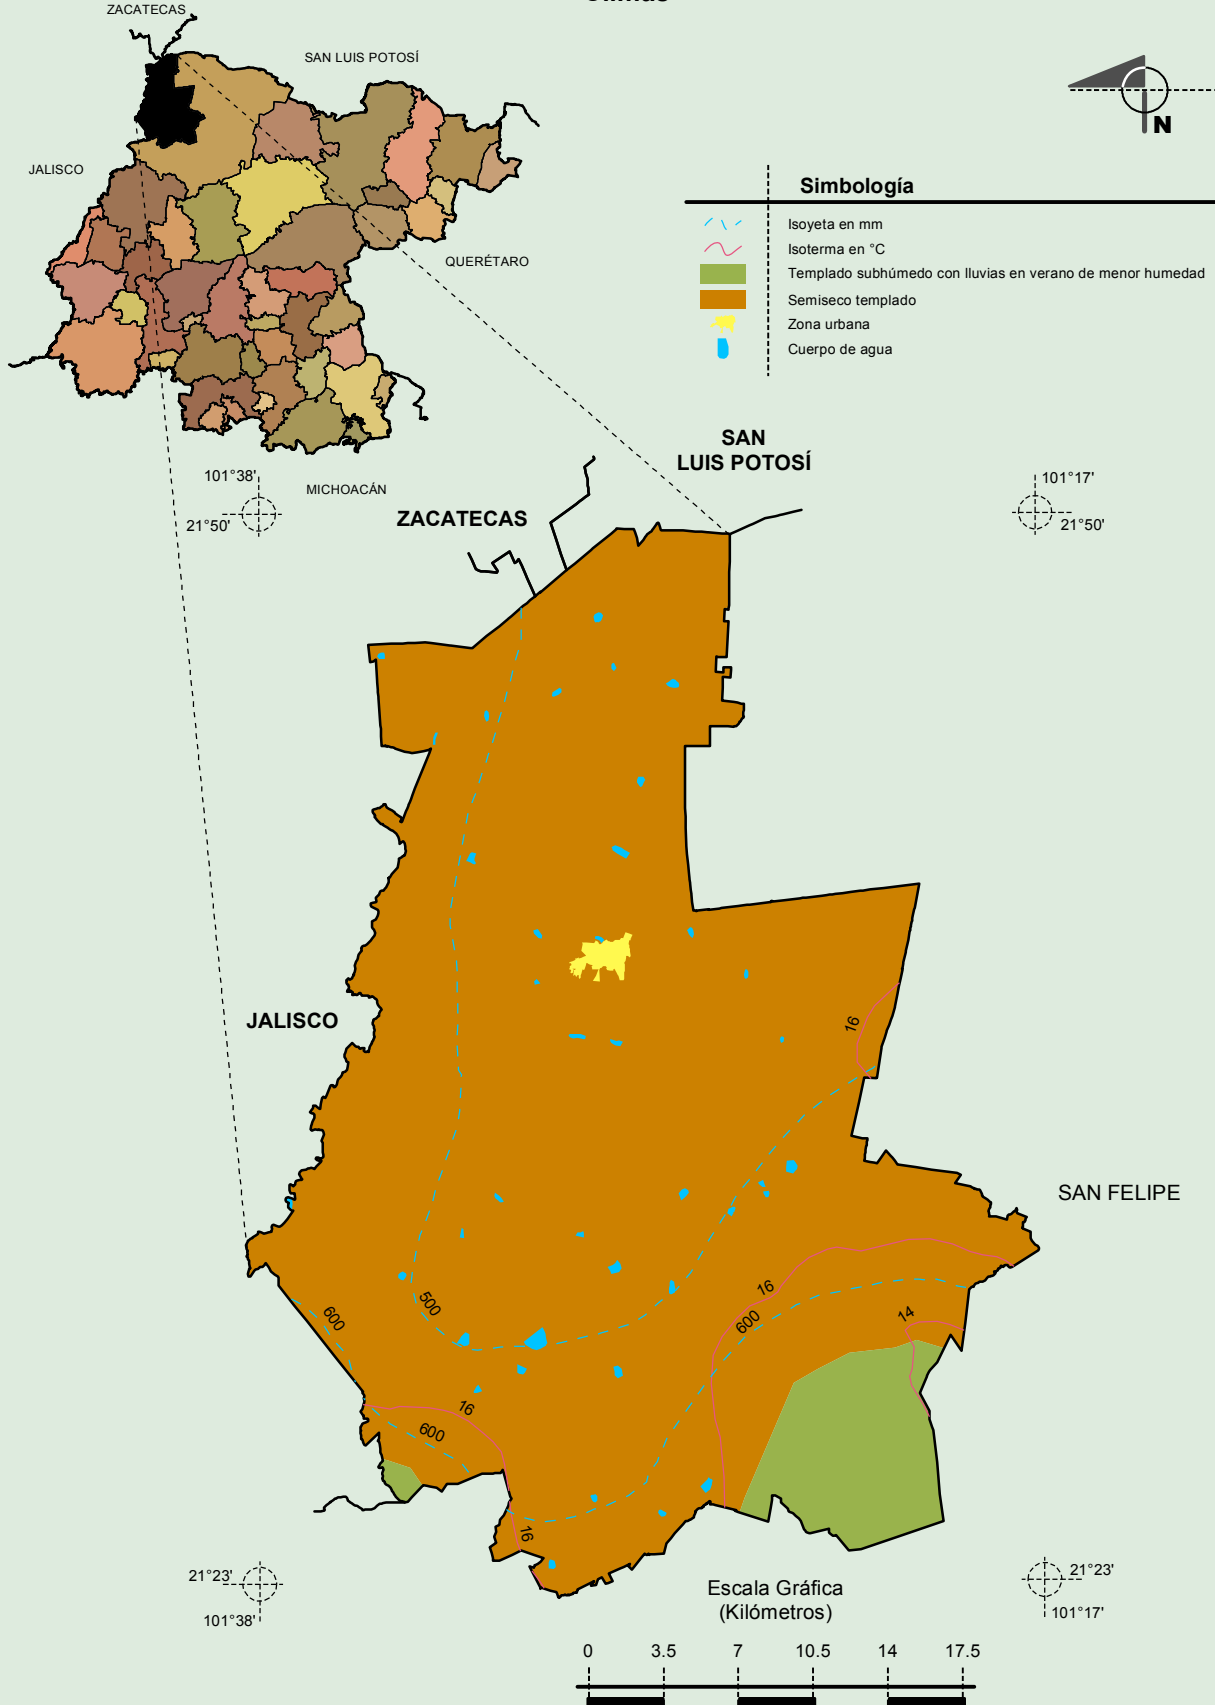 ZACATECAS
SAN LUIS POTOSÍ
JALISCO
QUERÉTARO
MICHOACÁN
N
Simbología
Isoyeta en mm
Isoterma en °C
Templado subhúmedo con lluvias en verano de menor humedad
Semiseco templado
Zona urbana
Cuerpo de agua
SAN
LUIS POTOSÍ
ZACATECAS
101°38'
21°50'
101°17'
21°50'
JALISCO
SAN FELIPE
16
16
600
14
500
600
16
600
16
21°23'
101°38'
21°23'
101°17'
Escala Gráfica
(Kilómetros)
0 3.5 7 10.5 14 17.5